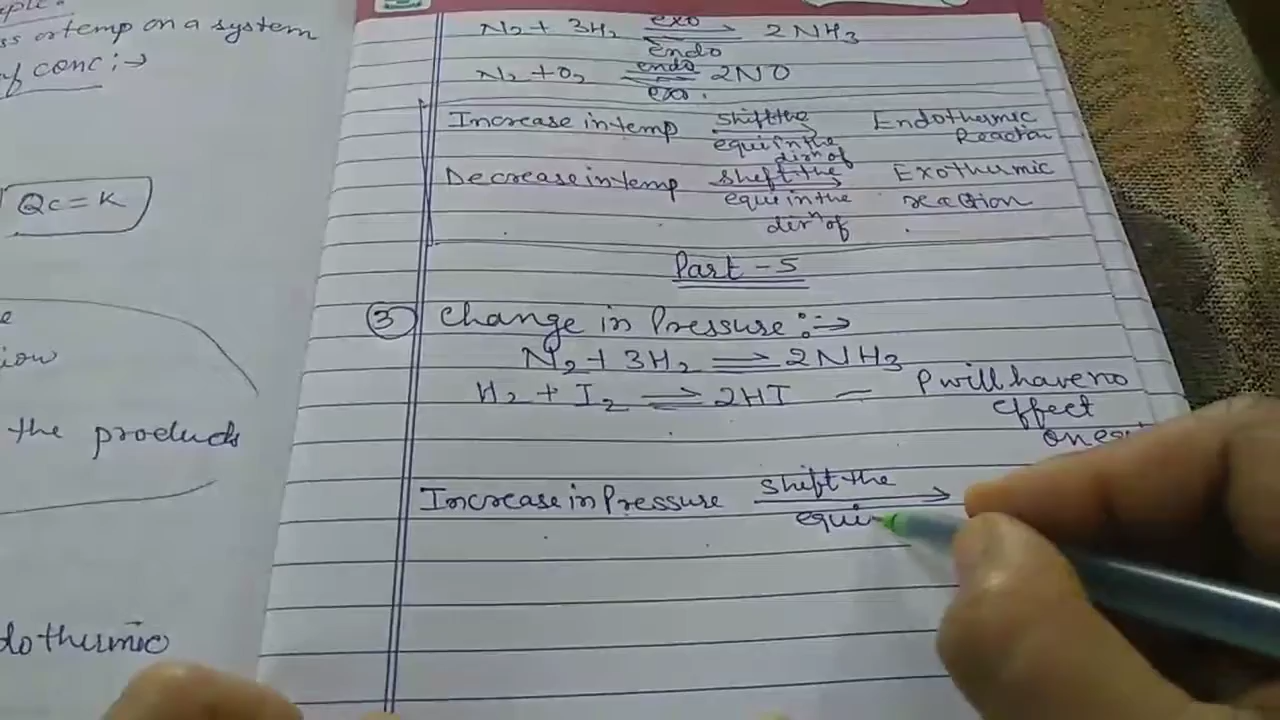 ss or temp on a system
of conc :→
Qc = K
the products
dothermic
N₂ + 3H₂ exo ⇌ endo 2NH₃
N₂ + O₂ endo ⇌ exo. 2NO
Increase in temp shift the → equi in the dirⁿ of Endothermic Reaction
Decrease in temp shift the → equi in the dirⁿ of Exothermic reaction
Part - 5
③ Change in Pressure :→
N₂ + 3H₂ ⇌ 2NH₃
H₂ + I₂ ⇌ 2HI — P will have no
effect
on
Increase in Pressure shift the → equi